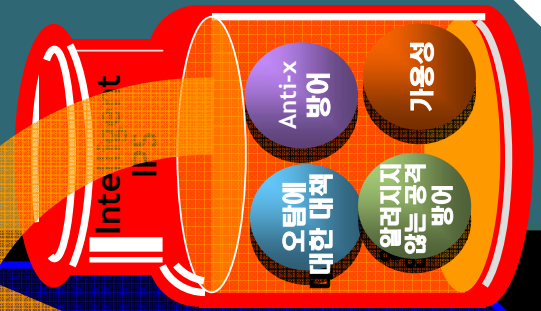 Intelligent
IPS
Anti-x
방어
가용성
오탐에
대한 대책
알려지지
않는 공격
방어